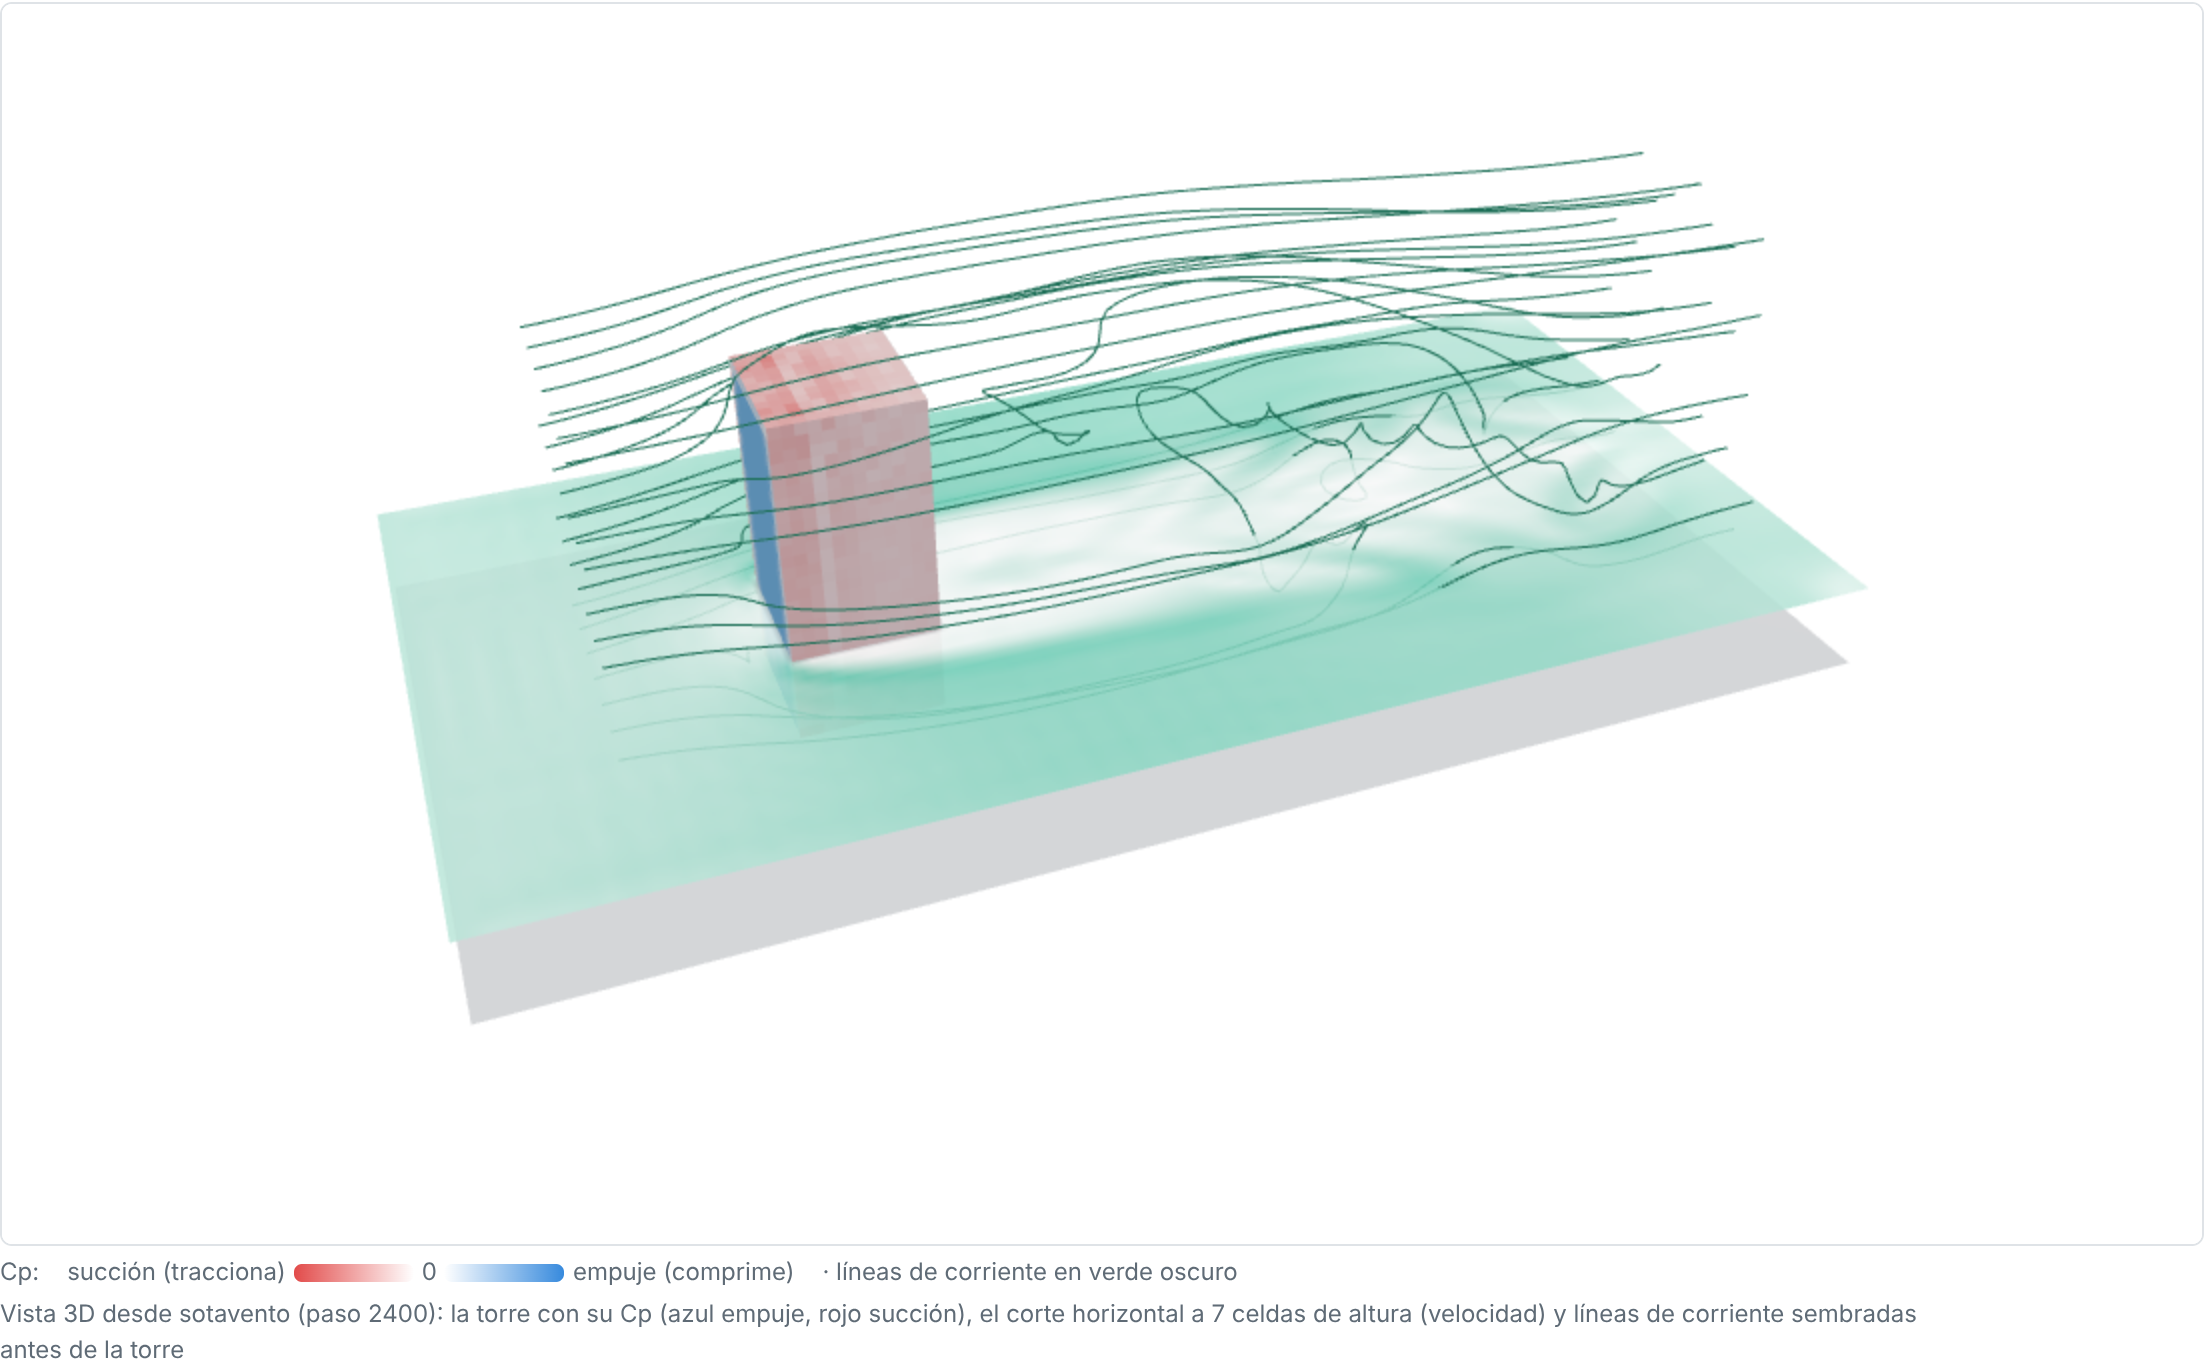 Cp: succión (tracciona) 0 empuje (comprime) · líneas de corriente en verde oscuro
Vista 3D desde sotavento (paso 2400): la torre con su Cp (azul empuje, rojo succión), el corte horizontal a 7 celdas de altura (velocidad) y líneas de corriente sembradas
antes de la torre